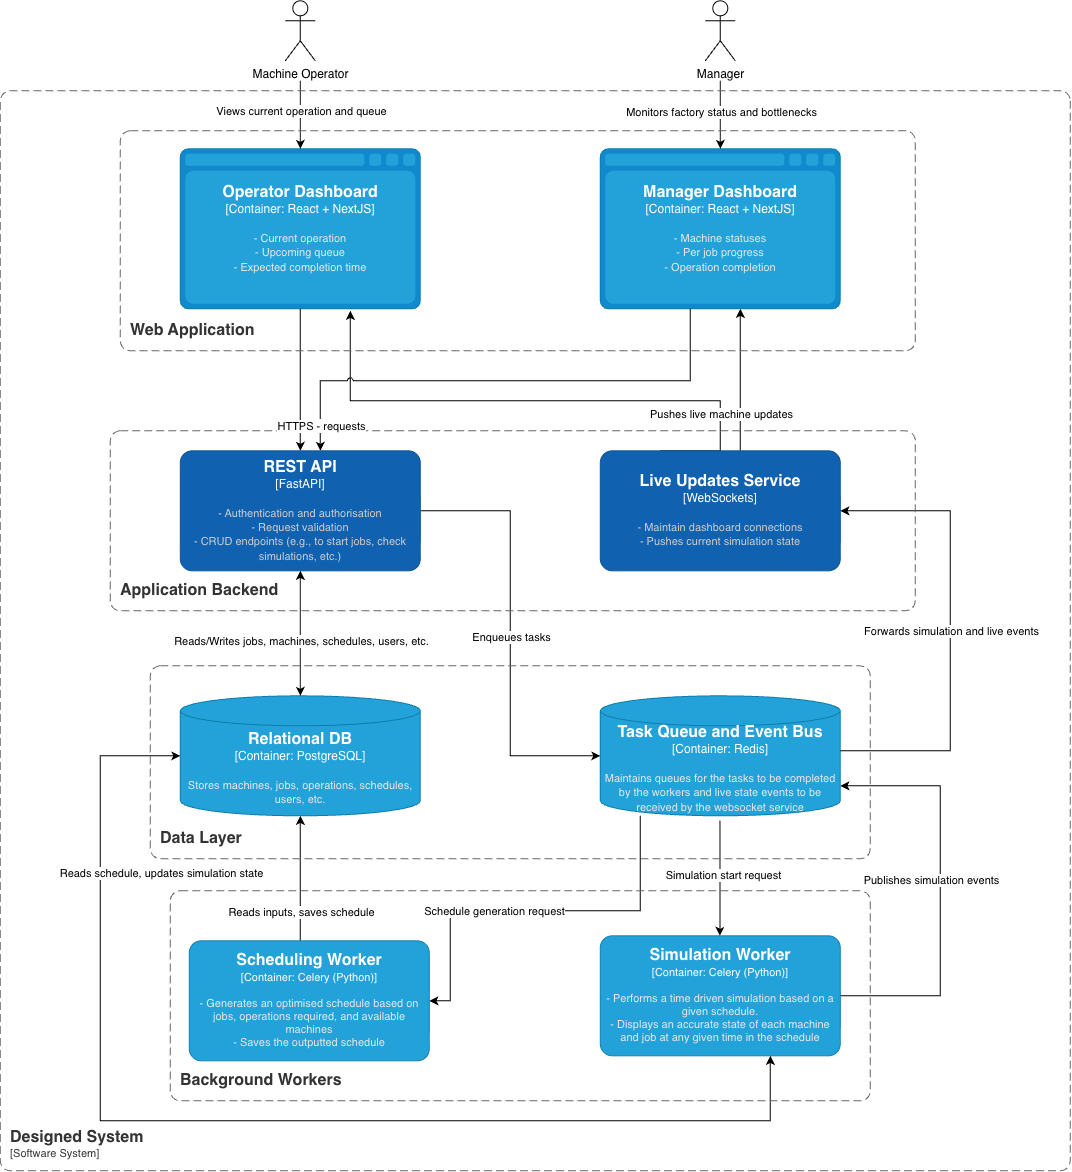 Machine Operator
Manager
Views current operation and queue
Monitors factory status and bottlenecks
Operator Dashboard
[Container: React + NextJS]
- Current operation
- Upcoming queue
- Expected completion time
Manager Dashboard
[Container: React + NextJS]
- Machine statuses
- Per job progress
- Operation completion
Web Application
Pushes live machine updates
HTTPS - requests
REST API
[FastAPI]
- Authentication and authorisation
- Request validation
- CRUD endpoints (e.g., to start jobs, check
simulations, etc.)
Live Updates Service
[WebSockets]
- Maintain dashboard connections
- Pushes current simulation state
Application Backend
Reads/Writes jobs, machines, schedules, users, etc.
Enqueues tasks
Forwards simulation and live events
Relational DB
[Container: PostgreSQL]
Stores machines, jobs, operations, schedules,
users, etc.
Task Queue and Event Bus
[Container: Redis]
Maintains queues for the tasks to be completed
by the workers and live state events to be
received by the websocket service
Data Layer
Reads schedule, updates simulation state
Simulation start request
Publishes simulation events
Reads inputs, saves schedule
Schedule generation request
Scheduling Worker
[Container: Celery (Python)]
- Generates an optimised schedule based on
jobs, operations required, and available
machines
- Saves the outputted schedule
Simulation Worker
[Container: Celery (Python)]
- Performs a time driven simulation based on a
given schedule.
- Displays an accurate state of each machine
and job at any given time in the schedule
Background Workers
Designed System
[Software System]